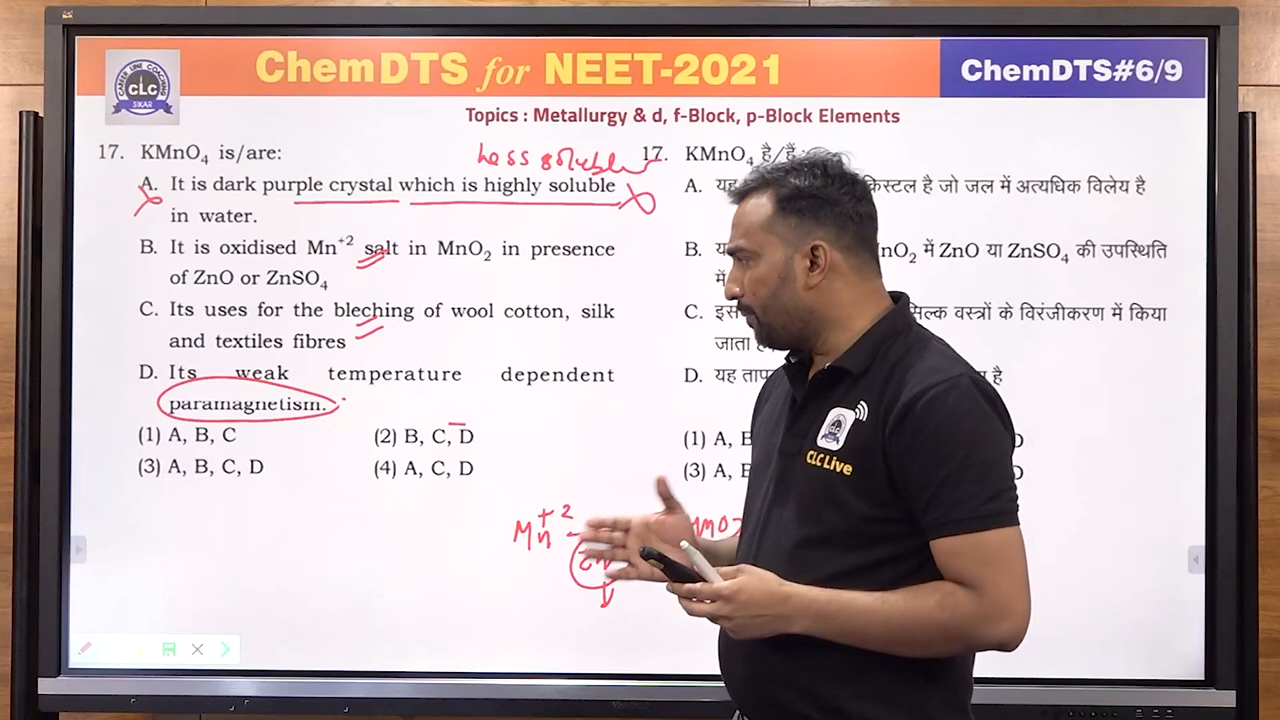 ChemDTS for NEET-2021
ChemDTS#6/9
CAREER LINE COACHING
CLC
SIKAR
Topics : Metallurgy & d, f-Block, p-Block Elements
17. KMnO4 is/are:
Less soluble
A. It is dark purple crystal which is highly soluble
in water.
B. It is oxidised Mn+2 salt in MnO2 in presence
of ZnO or ZnSO4
C. Its uses for the bleching of wool cotton, silk
and textiles fibres
D. Its weak temperature dependent
paramagnetism.
(1) A, B, C (2) B, C, D
(3) A, B, C, D (4) A, C, D
Mn+2
17. KMnO4 है/हैं :
A. यह क्रिस्टल है जो जल में अत्यधिक विलेय है
B. में ZnO या ZnSO4 की उपस्थिति
में
C. सिल्क वस्त्रों के विरंजीकरण में किया
जाता
D. यह है
(1) A,
(3) A,
CLC
CLC Live